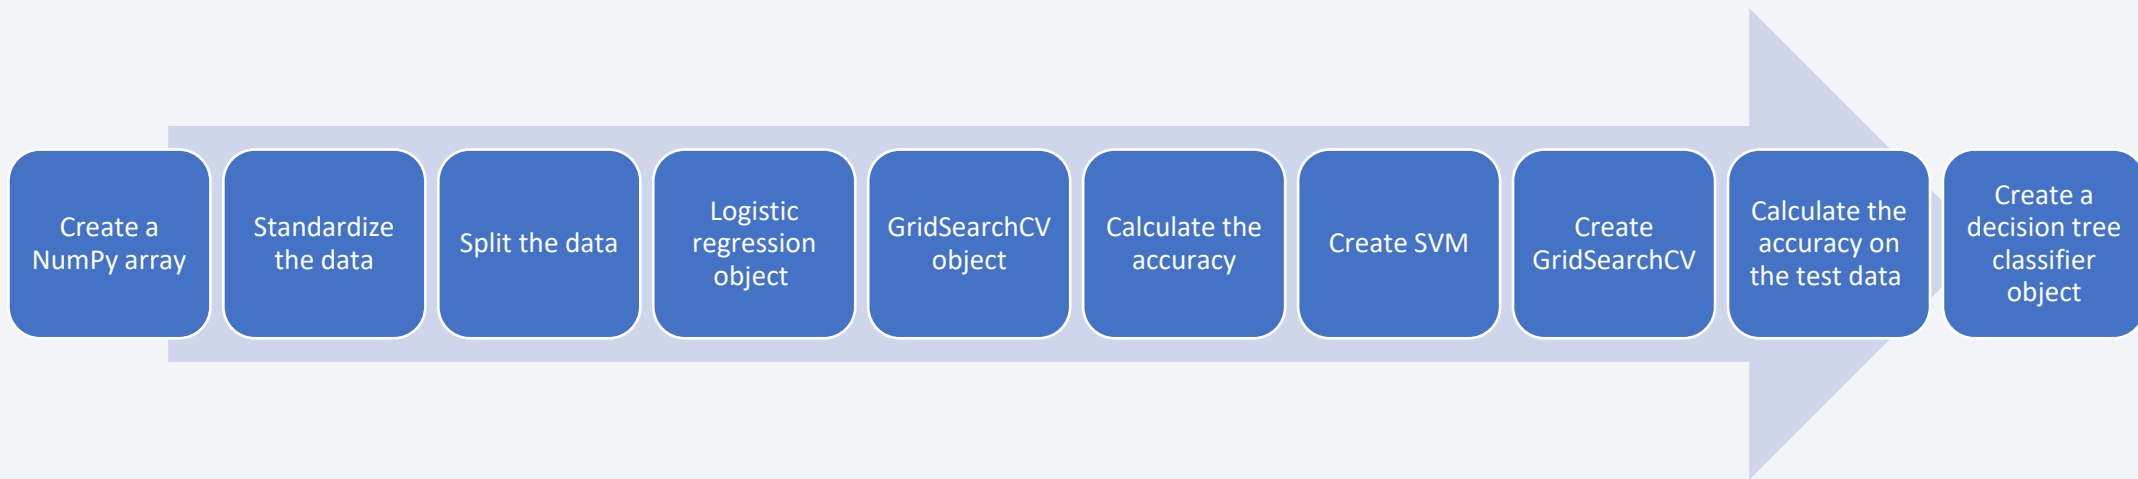 Create a
NumPy array
Standardize
the data
Split the data
Logistic
regression
object
GridSearchCV
object
Calculate the
accuracy
Create SVM
Create
GridSearchCV
Calculate the
accuracy on
the test data
Create a
decision tree
classifier
object